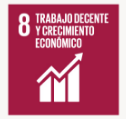 8 TRABAJO DECENTE
Y CRECIMIENTO
ECONÓMICO